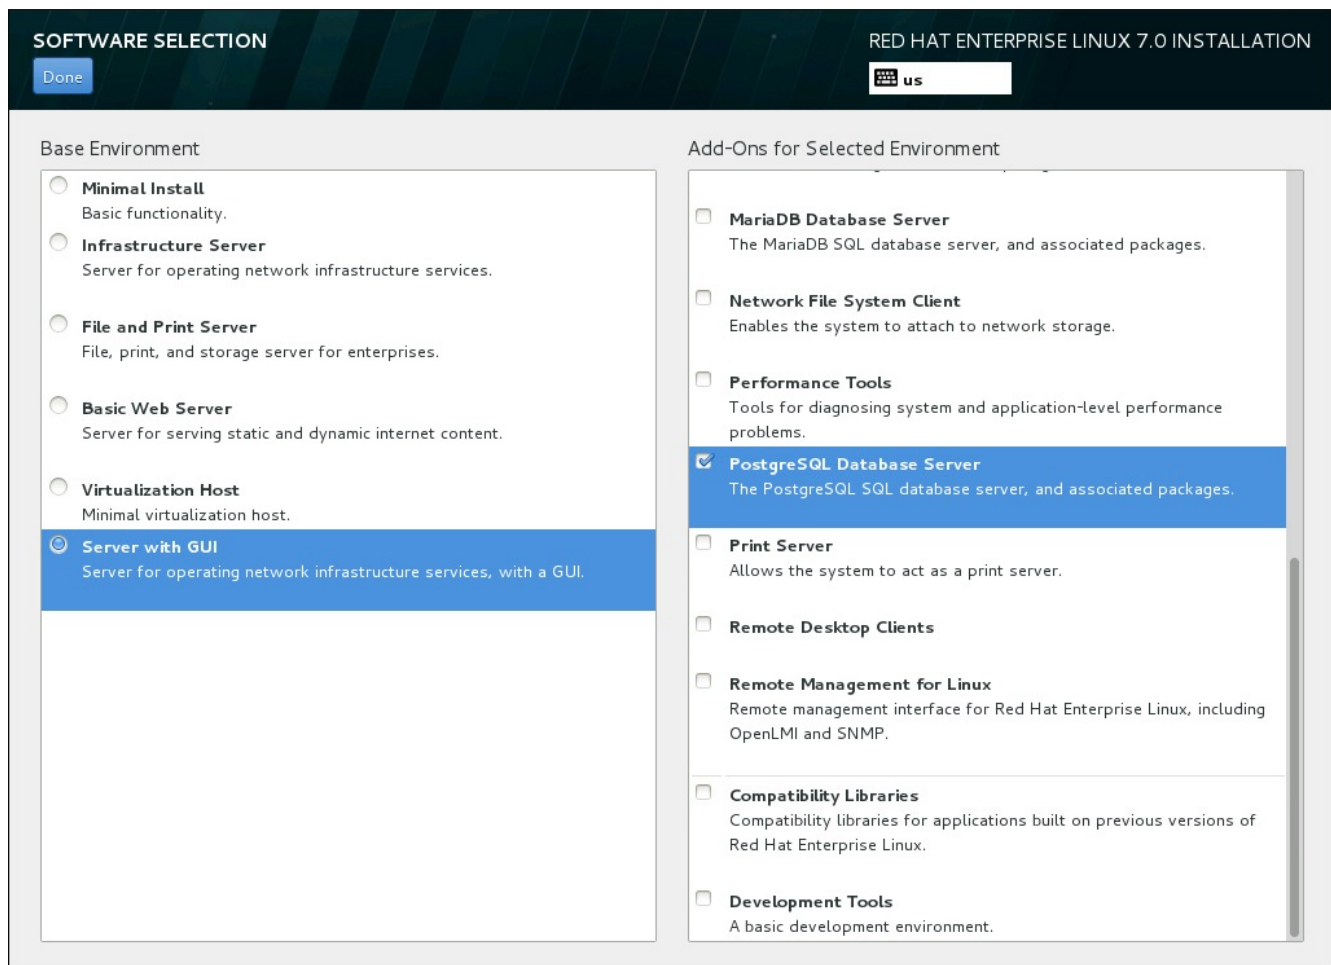 SOFTWARE SELECTION
Done
RED HAT ENTERPRISE LINUX 7.0 INSTALLATION
us
Base Environment
Minimal Install
Basic functionality.
Infrastructure Server
Server for operating network infrastructure services.
File and Print Server
File, print, and storage server for enterprises.
Basic Web Server
Server for serving static and dynamic internet content.
Virtualization Host
Minimal virtualization host.
Server with GUI
Server for operating network infrastructure services, with a GUI.
Add-Ons for Selected Environment
MariaDB Database Server
The MariaDB SQL database server, and associated packages.
Network File System Client
Enables the system to attach to network storage.
Performance Tools
Tools for diagnosing system and application-level performance
problems.
PostgreSQL Database Server
The PostgreSQL SQL database server, and associated packages.
Print Server
Allows the system to act as a print server.
Remote Desktop Clients
Remote Management for Linux
Remote management interface for Red Hat Enterprise Linux, including
OpenLMI and SNMP.
Compatibility Libraries
Compatibility libraries for applications built on previous versions of
Red Hat Enterprise Linux.
Development Tools
A basic development environment.